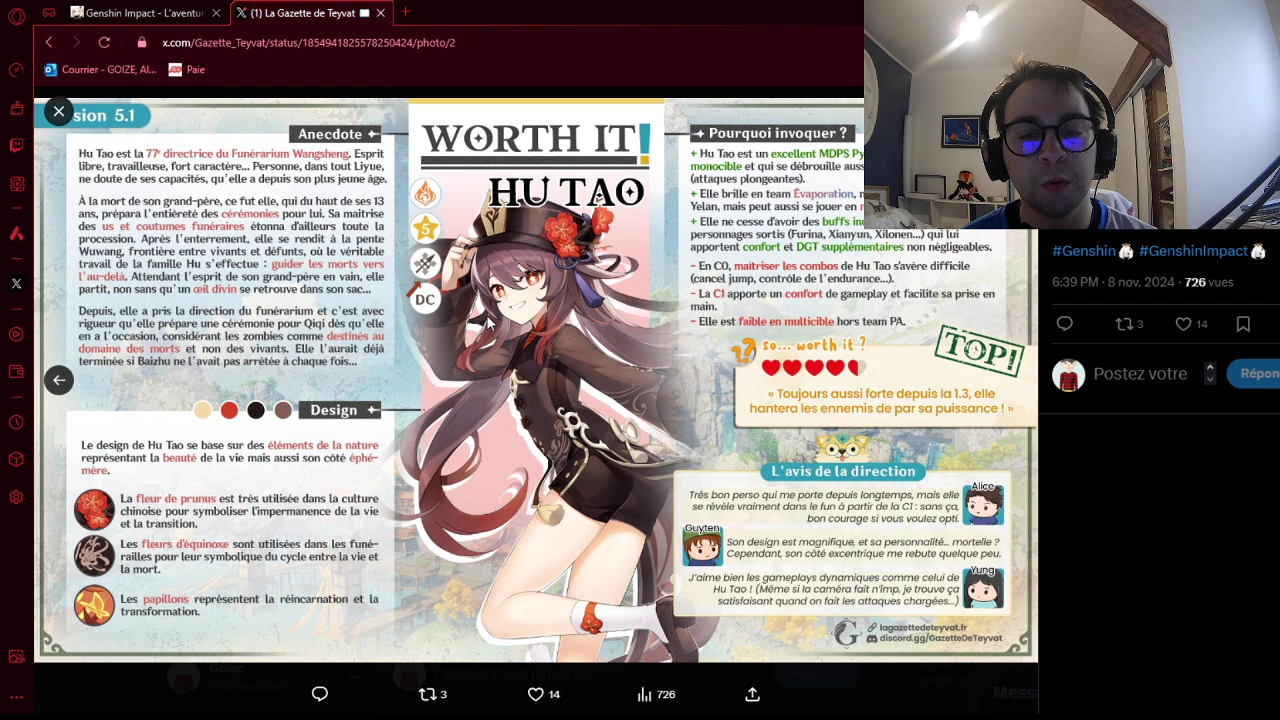 Genshin Impact - L'aventur
(1) La Gazette de Teyvat
x.com/Gazette_Teyvat/status/1854941825578250424/photo/2
Courrier - GOIZE, Al...
Paie
sion 5.1
Anecdote
Hu Tao est la 77e directrice du Funérarium Wangsheng. Esprit
libre, travailleuse, fort caractère... Personne, dans tout Liyue,
ne doute de ses capacités, qu'elle a depuis son plus jeune âge.
À la mort de son grand-père, ce fut elle, qui du haut de ses 13
ans, prépara l'entièreté des cérémonies pour lui. Sa maitrise
des us et coutumes funéraires étonna d'ailleurs toute la
procession. Après l'enterrement, elle se rendit à la pente
Wuwang, frontière entre vivants et défunts, où le véritable
travail de la famille Hu s'effectue : guider les morts vers
l'au-delà. Attendant l'esprit de son grand-père en vain, elle
partit, non sans qu'un œil divin se retrouve dans son sac...
Depuis, elle a pris la direction du funérarium et c'est avec
rigueur qu'elle prépare une cérémonie pour Qiqi dès qu'elle
en a l'occasion, considérant les zombies comme destinés au
domaine des morts et non des vivants. Elle l'aurait déjà
terminée si Baizhu ne l'avait pas arrêtée à chaque fois...
Design
Le design de Hu Tao se base sur des éléments de la nature
représentant la beauté de la vie mais aussi son côté éphé-
mère.
La fleur de prunus est très utilisée dans la culture
chinoise pour symboliser l'impermanence de la vie
et la transition.
Les fleurs d'équinoxe sont utilisées dans les funé-
railles pour leur symbolique du cycle entre la vie et
la mort.
Les papillons représentent la réincarnation et la
transformation.
WORTH IT!
HU TAO
5
DC
Pourquoi invoquer ?
+ Hu Tao est un excellent MDPS Py
monocible et qui se débrouille aus
(attaques plongeantes).
+ Elle brille en team Évaporation,
Yelan, mais peut aussi se jouer en
+ Elle ne cesse d'avoir des buffs in
personnages sortis (Furina, Xianyun, Xilonen...) qui lui
apportent confort et DGT supplémentaires non négligeables.
- En C0, maitriser les combos de Hu Tao s'avère difficile
(cancel jump, contrôle de l'endurance...).
- La C1 apporte un confort de gameplay et facilite sa prise en
main.
- Elle est faible en multicible hors team PA.
so... worth it ?
TOP!
« Toujours aussi forte depuis la 1.3, elle
hantera les ennemis de par sa puissance ! »
L'avis de la direction
Alice
Très bon perso qui me porte depuis longtemps, mais elle
se révèle vraiment dans le fun à partir de la C1 : sans ça,
bon courage si vous voulez opti.
Guyten
Son design est magnifique, et sa personnalité... mortelle ?
Cependant, son côté excentrique me rebute quelque peu.
Yung
J'aime bien les gameplays dynamiques comme celui de
Hu Tao ! (Même si la caméra fait n'imp, je trouve ça
satisfaisant quand on fait les attaques chargées...)
lagazettedeteyvat.fr
discord.gg/GazetteDeTeyvat
3
14
726
#Genshin #GenshinImpact
6:39 PM · 8 nov. 2024 · 726 vues
3
14
Postez votre
Répon
Goize
Postez votre réponse
Messa